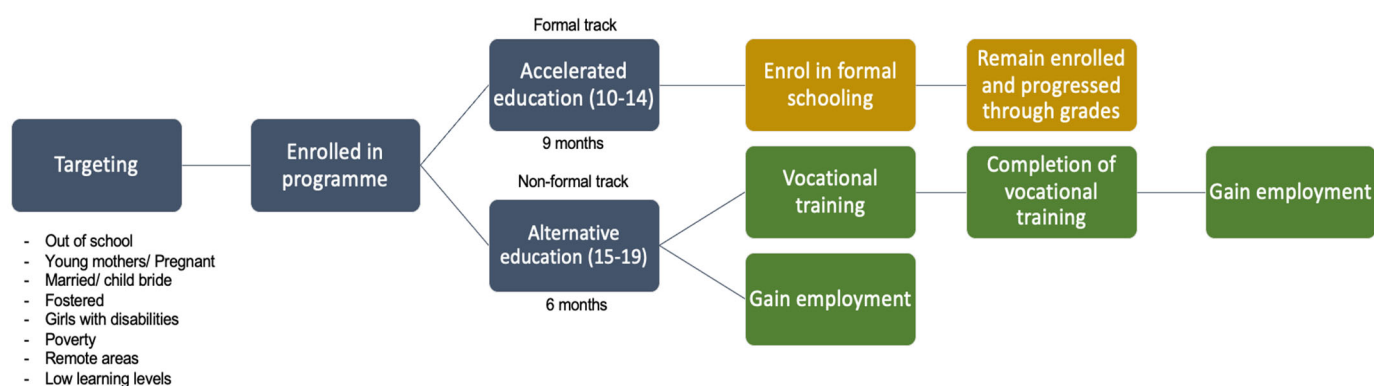 Targeting
- Out of school
- Young mothers/ Pregnant
- Married/ child bride
- Fostered
- Girls with disabilities
- Poverty
- Remote areas
- Low learning levels
Enrolled in
programme
Formal track
Accelerated
education (10-14)
9 months
Enrol in formal
schooling
Remain enrolled
and progressed
through grades
Non-formal track
Alternative
education (15-19)
6 months
Vocational
training
Completion of
vocational
training
Gain employment
Gain employment